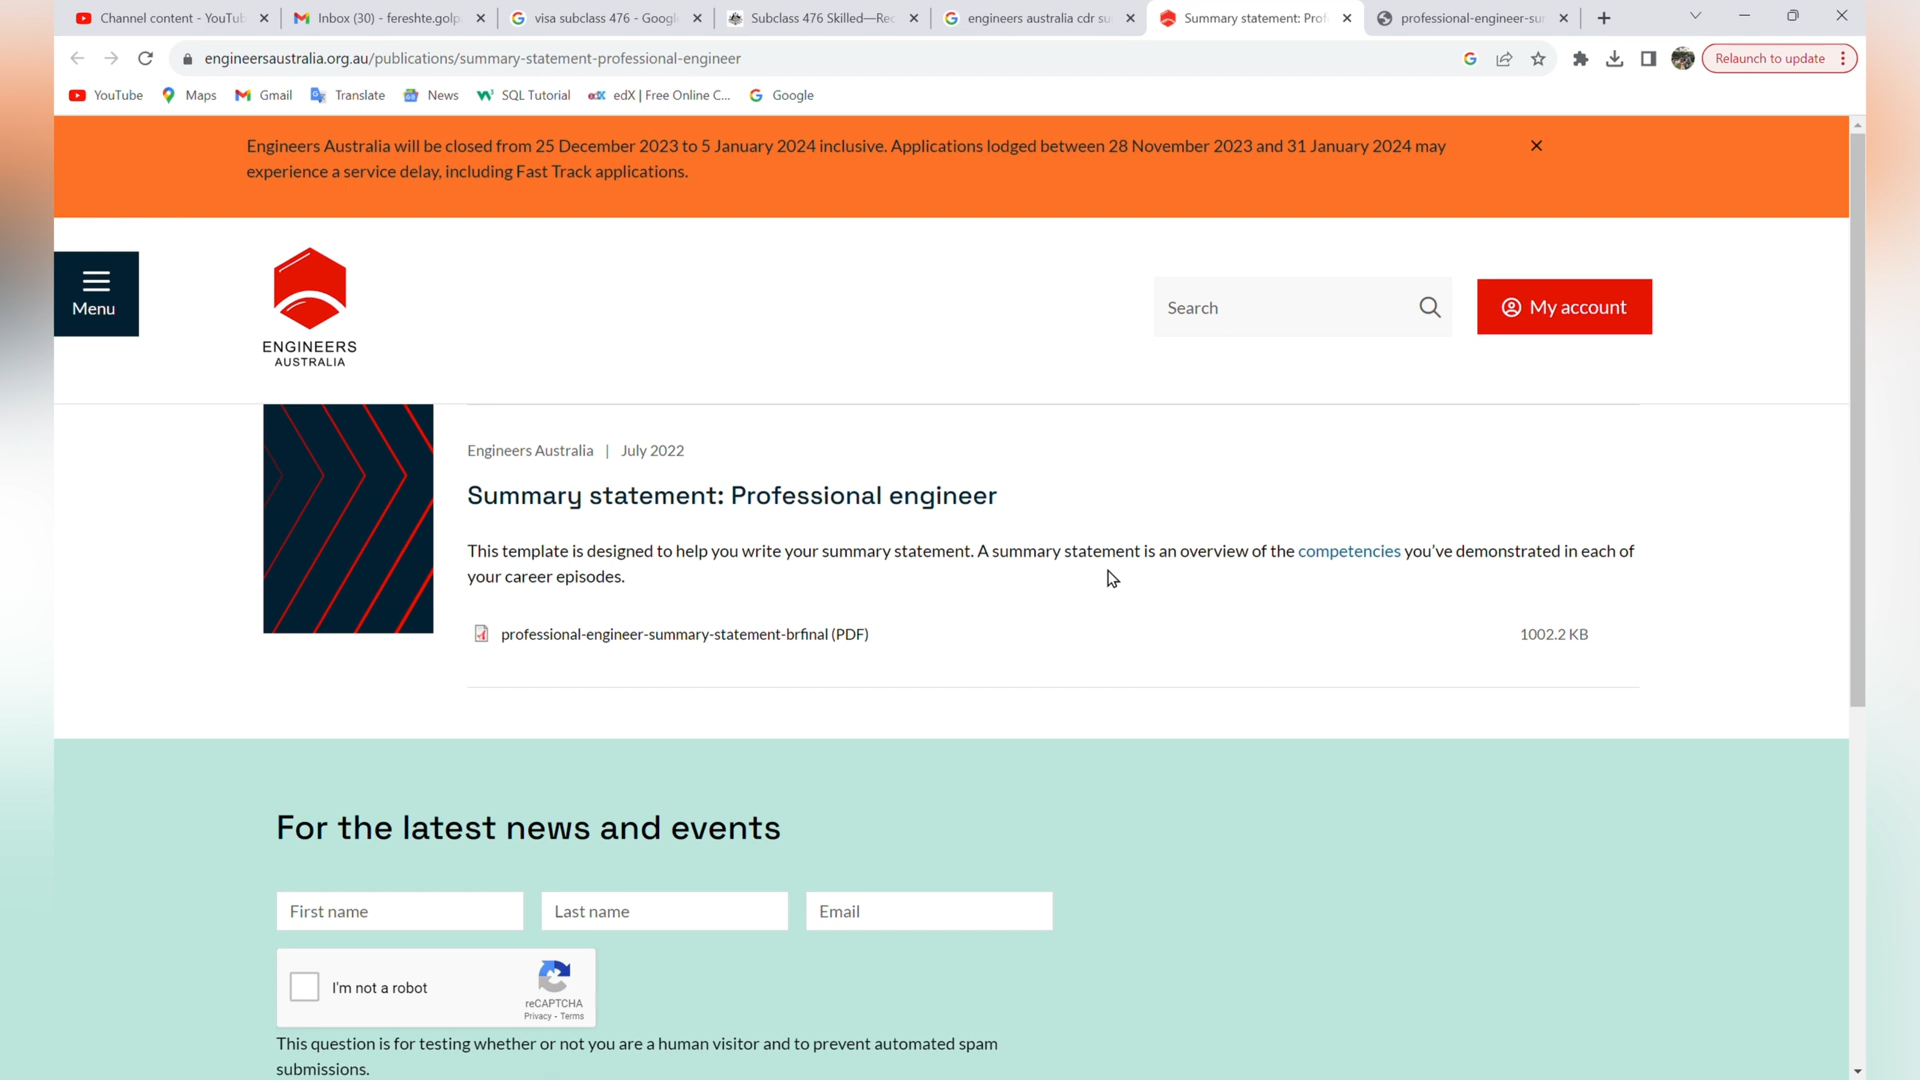 Channel content - YouTub
Inbox (30) - fereshte.golp
visa subclass 476 - Googl
Subclass 476 Skilled—Rec
engineers australia cdr su
Summary statement: Prof
professional-engineer-su
engineersaustralia.org.au/publications/summary-statement-professional-engineer
Relaunch to update
YouTube
Maps
Gmail
Translate
News
SQL Tutorial
edX | Free Online C...
Google
Engineers Australia will be closed from 25 December 2023 to 5 January 2024 inclusive. Applications lodged between 28 November 2023 and 31 January 2024 may
experience a service delay, including Fast Track applications.
Menu
ENGINEERS
AUSTRALIA
Search
My account
Engineers Australia | July 2022
Summary statement: Professional engineer
This template is designed to help you write your summary statement. A summary statement is an overview of the competencies you've demonstrated in each of
your career episodes.
professional-engineer-summary-statement-brfinal (PDF)
1002.2 KB
For the latest news and events
First name
Last name
Email
I'm not a robot
reCAPTCHA
Privacy - Terms
This question is for testing whether or not you are a human visitor and to prevent automated spam
submissions.